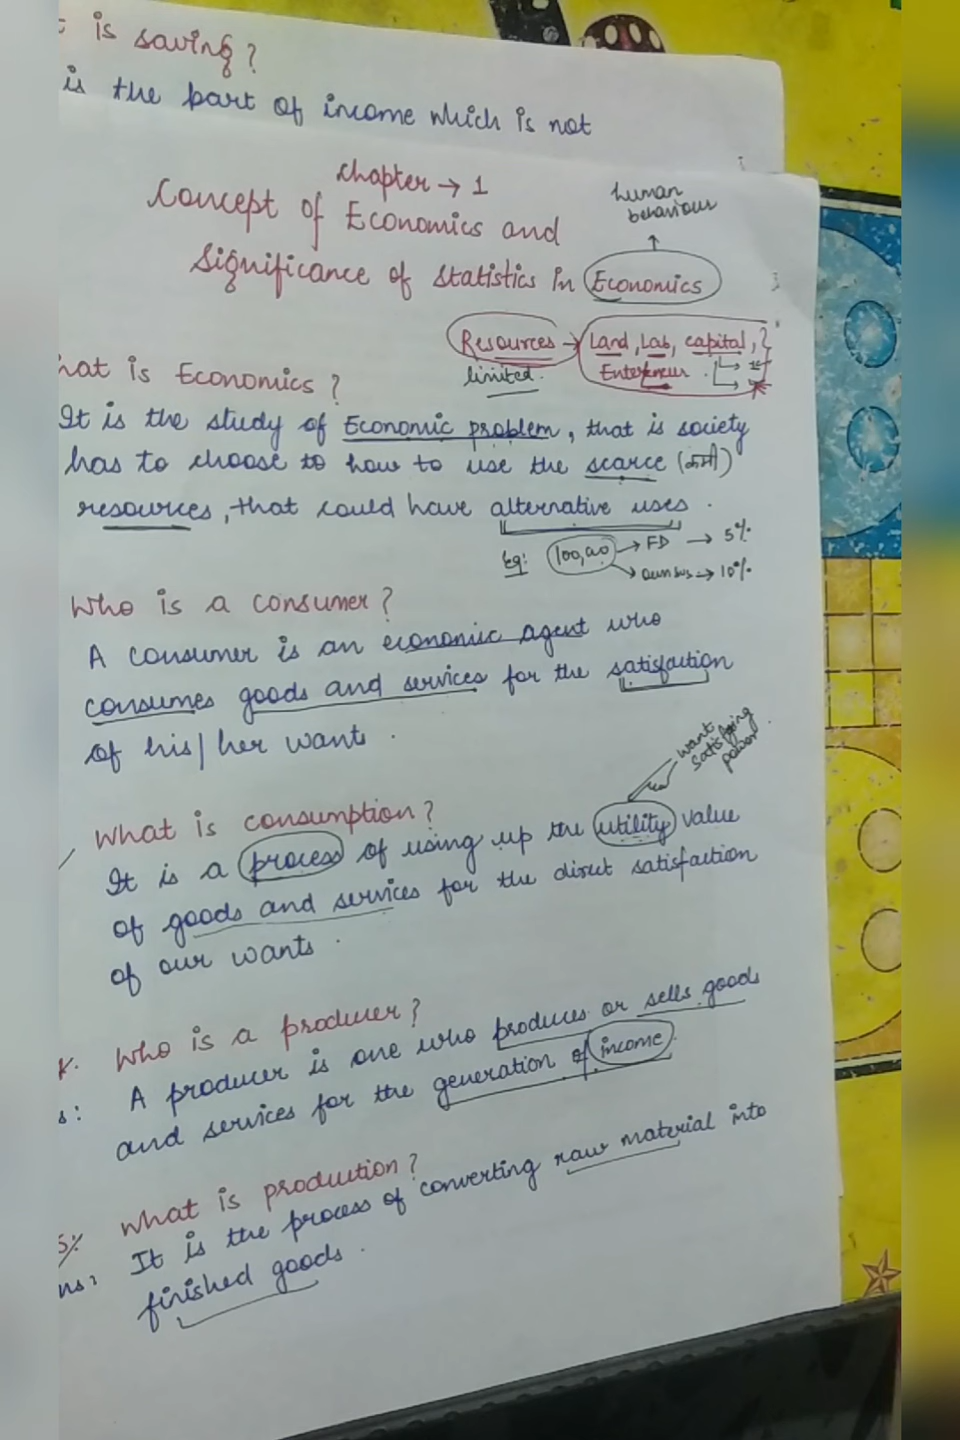 is saving?
is the part of income which is not
chapter → 1
Concept of Economics and
Significance of Statistics In Economics
human
behaviour
Resources → Land, Lab, capital,
limited.
Enterpneur
hat is Economics?
It is the study of Economic problem, that is society
has to choose to how to use the scarce (कमी)
resources, that could have alternative uses.
Eg: 100,00 → FD → 5%
→ 10%
Who is a consumer?
A consumer is an economic agent who
consumes goods and services for the satisfaction
of his/her wants.
want
satisfying
power
What is consumption?
It is a process of using up the utility value
of goods and services for the direct satisfaction
of our wants.
Who is a producer?
s: A producer is one who produces or sells goods
and services for the generation of income.
5 What is production?
ns: It is the process of converting raw material into
finished goods.